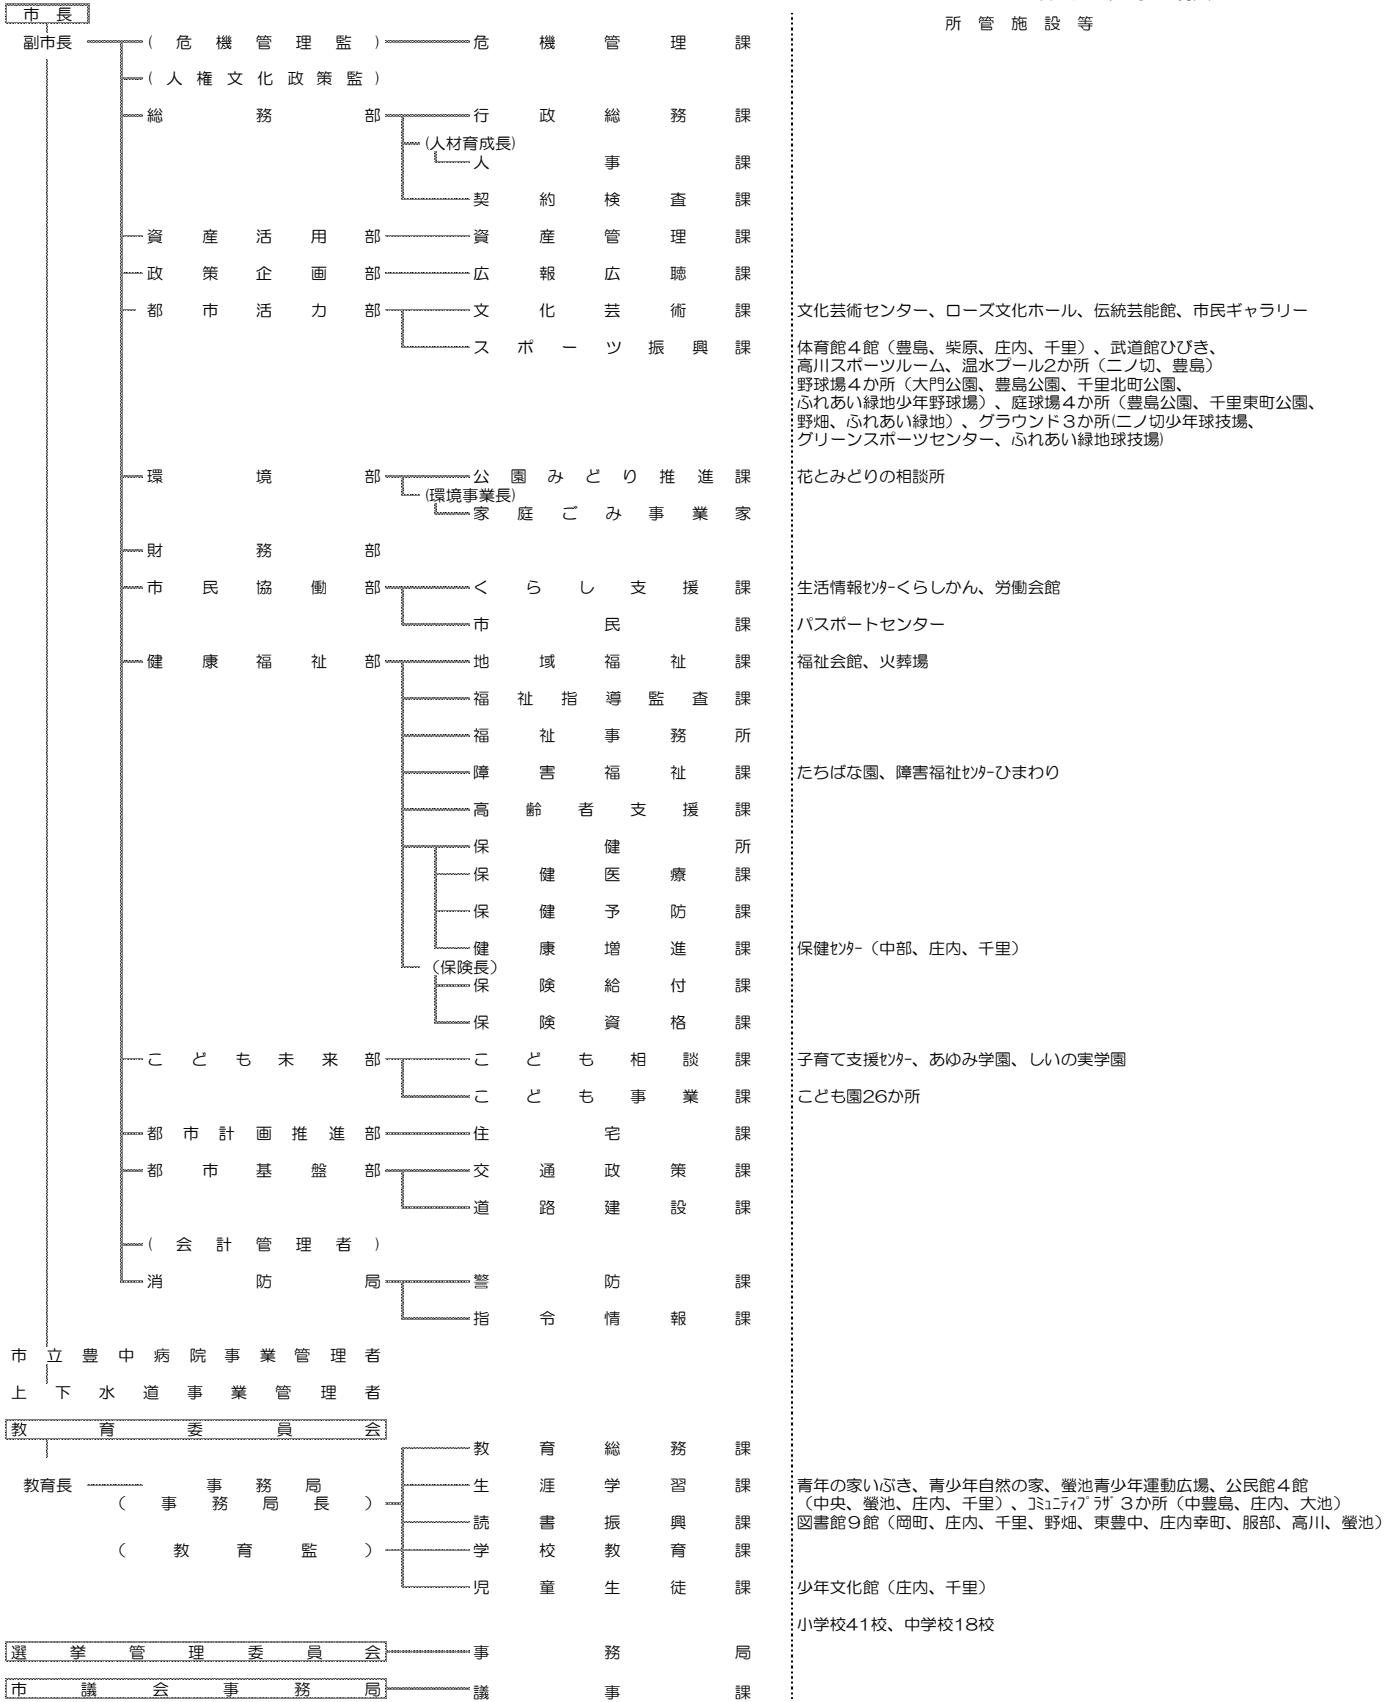 市長
所管施設等
副市長 (危機管理監) 危機管理課
(人権文化政策監)
総務部 行政総務課
(人材育成長)
人事課
契約検査課
資産活用部 資産管理課
政策企画部 広報広聴課
都市活力部 文化芸術課 文化芸術センター、ローズ文化ホール、伝統芸能館、市民ギャラリー
スポーツ振興課 体育館4館（豊島、柴原、庄内、千里）、武道館ひびき、
高川スポーツルーム、温水プール2か所（二ノ切、豊島）
野球場４か所（大門公園、豊島公園、千里北町公園、
ふれあい緑地少年野球場）、庭球場４か所（豊島公園、千里東町公園、
野畑、ふれあい緑地）、グラウンド３か所(二ノ切少年球技場、
グリーンスポーツセンター、ふれあい緑地球技場)
環境部 公園みどり推進課 花とみどりの相談所
(環境事業長)
家庭ごみ事業家
財務部
市民協働部 くらし支援課 生活情報ｾﾝﾀｰくらしかん、労働会館
市民課 パスポートセンター
健康福祉部 地域福祉課 福祉会館、火葬場
福祉指導監査課
福祉事務所
障害福祉課 たちばな園、障害福祉ｾﾝﾀｰひまわり
高齢者支援課
保健所
保健医療課
保健予防課
健康増進課 保健ｾﾝﾀｰ（中部、庄内、千里）
（保険長）
保険給付課
保険資格課
こども未来部 こども相談課 子育て支援ｾﾝﾀｰ、あゆみ学園、しいの実学園
こども事業課 こども園26か所
都市計画推進部 住宅課
都市基盤部 交通政策課
道路建設課
(会計管理者)
消防局 警防課
指令情報課
市立豊中病院事業管理者
上下水道事業管理者
教育委員会
教育総務課
教育長 事務局 生涯学習課 青年の家いぶき、青少年自然の家、螢池青少年運動広場、公民館４館
（事務局長） （中央、螢池、庄内、千里）、ｺﾐｭﾆﾃｨﾌﾟﾗｻﾞ３か所（中豊島、庄内、大池）
読書振興課 図書館９館（岡町、庄内、千里、野畑、東豊中、庄内幸町、服部、高川、螢池）
（教育監） 学校教育課
児童生徒課 少年文化館（庄内、千里）
小学校41校、中学校18校
選挙管理委員会 事務局
市議会事務局 議事課